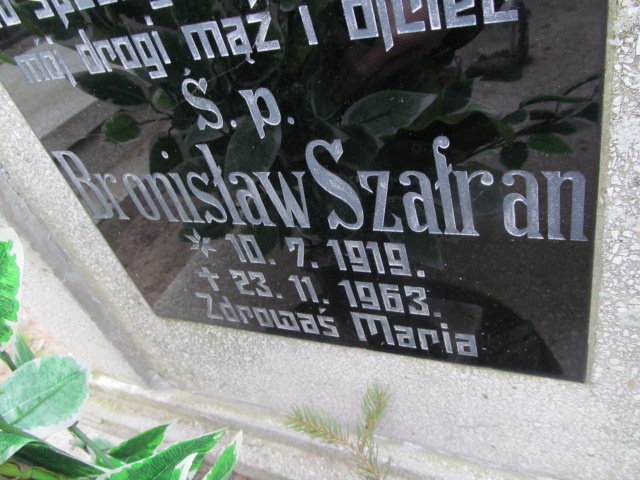 mój drogi mąż i ojciec
Ś.p.
Bronisław Szafran
* 10. 7. 1919.
+ 23. 11. 1963.
Zdrowaś Maria